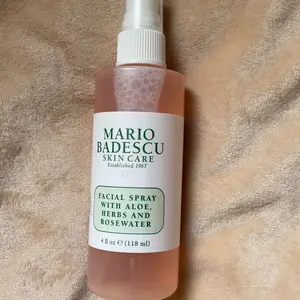 MARIO
BADESCU
SKIN CARE
Established 1967
FACIAL SPRAY
WITH ALOE,
HERBS AND
ROSEWATER
4 fl oz ℮ (118 ml)